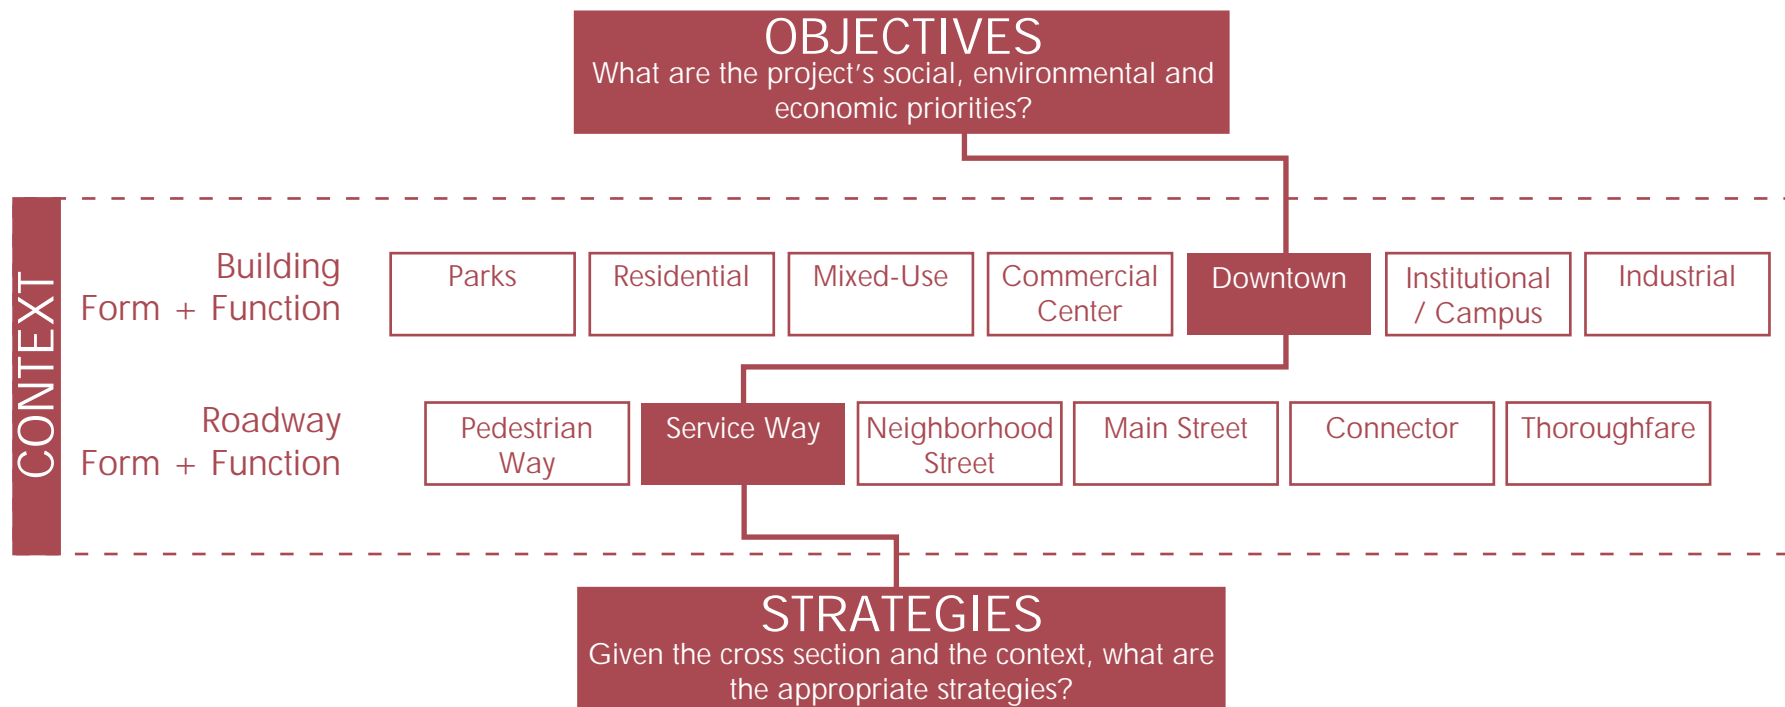 OBJECTIVES
What are the project's social, environmental and
economic priorities?
CONTEXT
Building
Form + Function
Parks
Residential
Mixed-Use
Commercial
Center
Downtown
Institutional
/ Campus
Industrial
Roadway
Form + Function
Pedestrian
Way
Service Way
Neighborhood
Street
Main Street
Connector
Thoroughfare
STRATEGIES
Given the cross section and the context, what are
the appropriate strategies?